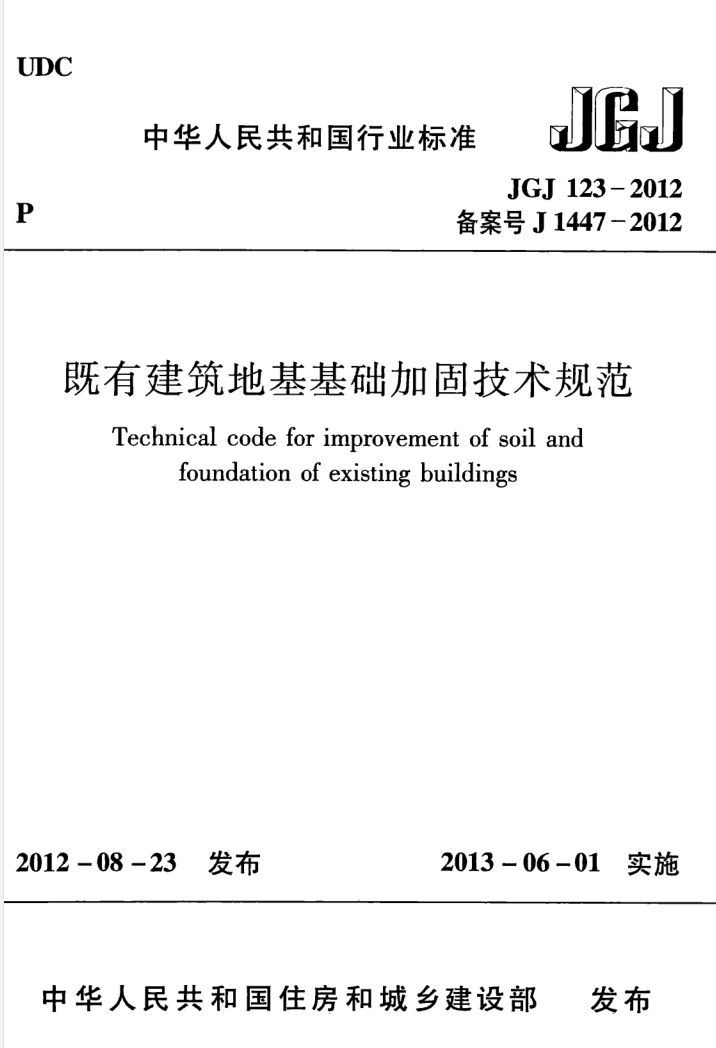 UDC
中华人民共和国行业标准
JGJ
JGJ 123-2012
P
备案号 J 1447-2012
既有建筑地基基础加固技术规范
Technical code for improvement of soil and
foundation of existing buildings
2012-08-23 发布
2013-06-01 实施
中华人民共和国住房和城乡建设部 发布